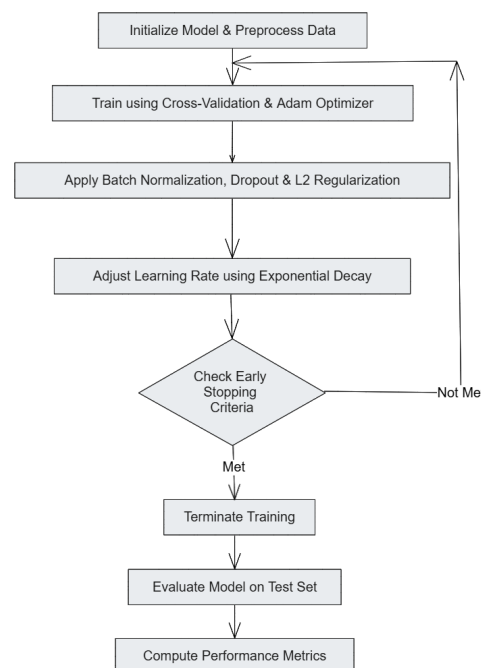 Initialize Model & Preprocess Data
Train using Cross-Validation & Adam Optimizer
Apply Batch Normalization, Dropout & L2 Regularization
Adjust Learning Rate using Exponential Decay
Check Early
Stopping
Criteria
Not Me
Met
Terminate Training
Evaluate Model on Test Set
Compute Performance Metrics